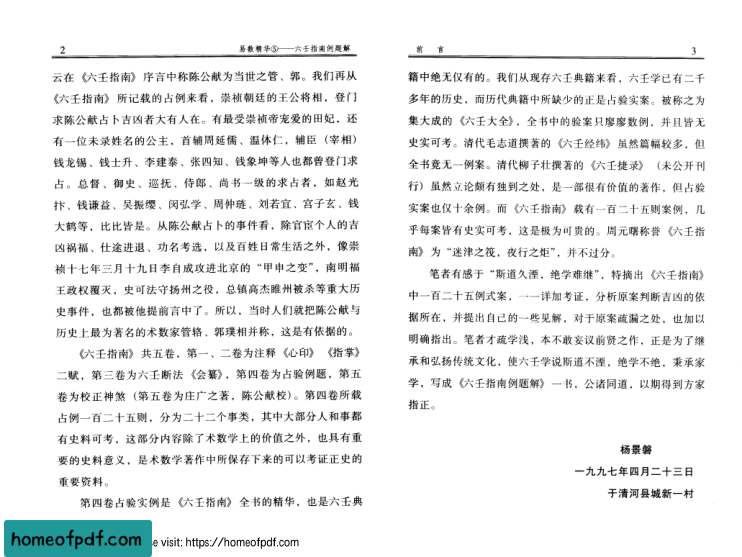 2 易数精华⑤——六壬指南例题解
云在《六壬指南》序言中称陈公献为当世之管、郭。我们再从
《六壬指南》所记载的占例来看，崇祯朝廷的王公将相，登门
求陈公献占卜吉凶者大有人在。有最受崇祯帝宠爱的田妃，还
有一位未录姓名的公主，首辅周延儒、温体仁，辅臣（宰相）
钱龙锡、钱士升、李建泰、张四知、钱象坤等人也都曾登门求
占。总督、御史、巡抚、侍郎、尚书一级的求占者，如赵光
抃、钱谦益、吴振缨、闵弘学、周仲琏、刘若宜、宫子玄、钱
大鹤等，比比皆是。从陈公献占卜的事件看，除官宦个人的吉
凶祸福、仕途进退、功名考选，以及百姓日常生活之外，像崇
祯十七年三月十九日李自成攻进北京的“甲申之变”，南明福
王政权覆灭，史可法守扬州之役，总镇高杰睢州被杀等重大历
史事件，也都被他提前言中了。所以，当时人们就把陈公献与
历史上最为著名的术数家管辂、郭璞相并称，这是有依据的。
《六壬指南》共五卷，第一、二卷为注释《心印》《指掌》
二赋，第三卷为六壬断法《会纂》，第四卷为占验例题，第五
卷为校正神煞（第五卷为庄广之著，陈公献校）。第四卷所载
占例一百二十五则，分为二十二个事类，其中大部分人和事都
有史料可考，这部分内容除了术数学上的价值之外，也具有重
要的史料意义，是术数学著作中所保存下来的可以考证正史的
重要资料。
第四卷占验实例是《六壬指南》全书的精华，也是六壬典
前 言 3
籍中绝无仅有的。我们从现存六壬典籍来看，六壬学已有二千
多年的历史，而历代典籍中所缺少的正是占验实案。被称之为
集大成的《六壬大全》，全书中的验案只廖廖数例，并且皆无
史实可考。清代毛志道撰著的《六壬经纬》虽然篇幅较多，但
全书竟无一例案。清代柳子壮撰著的《六壬捷录》（未公开刊
行）虽然立论颇有独到之处，是一部很有价值的著作，但占验
实案也仅十余例。而《六壬指南》载有一百二十五则案例，几
乎每案皆有史实可考，这是极为可贵的。周元曙称誉《六壬指
南》为“迷津之筏，夜行之炬”，并不过分。
笔者有感于“斯道久湮，绝学难继”，特摘出《六壬指南》
中一百二十五例式案，一一详加考证，分析原案判断吉凶的依
据所在，并提出自己的一些见解，对于原案疏漏之处，也加以
明确指出。笔者才疏学浅，本不敢妄议前贤之作，正是为了继
承和弘扬传统文化，使六壬学说斯道不湮，绝学不绝，秉承家
学，写成《六壬指南例题解》一书，公诸同道，以期得到方家
指正。
杨景磐
一九九七年四月二十三日
于清河县城新一村
homeofpdf.com
e visit: https://homeofpdf.com